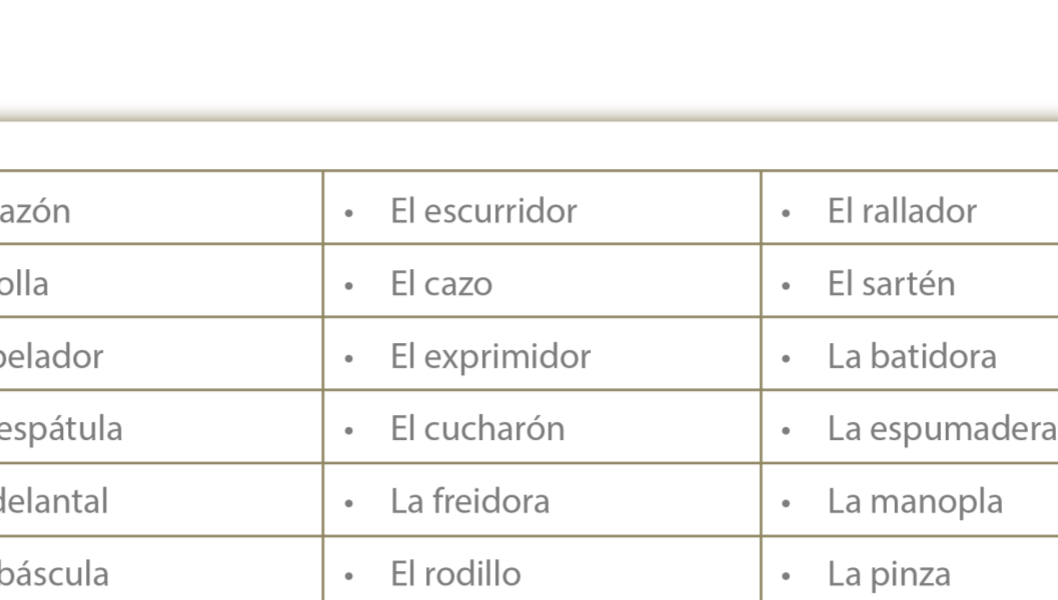 azón • El escurridor • El rallador
olla • El cazo • El sartén
pelador • El exprimidor • La batidora
espátula • El cucharón • La espumadera
delantal • La freidora • La manopla
báscula • El rodillo • La pinza